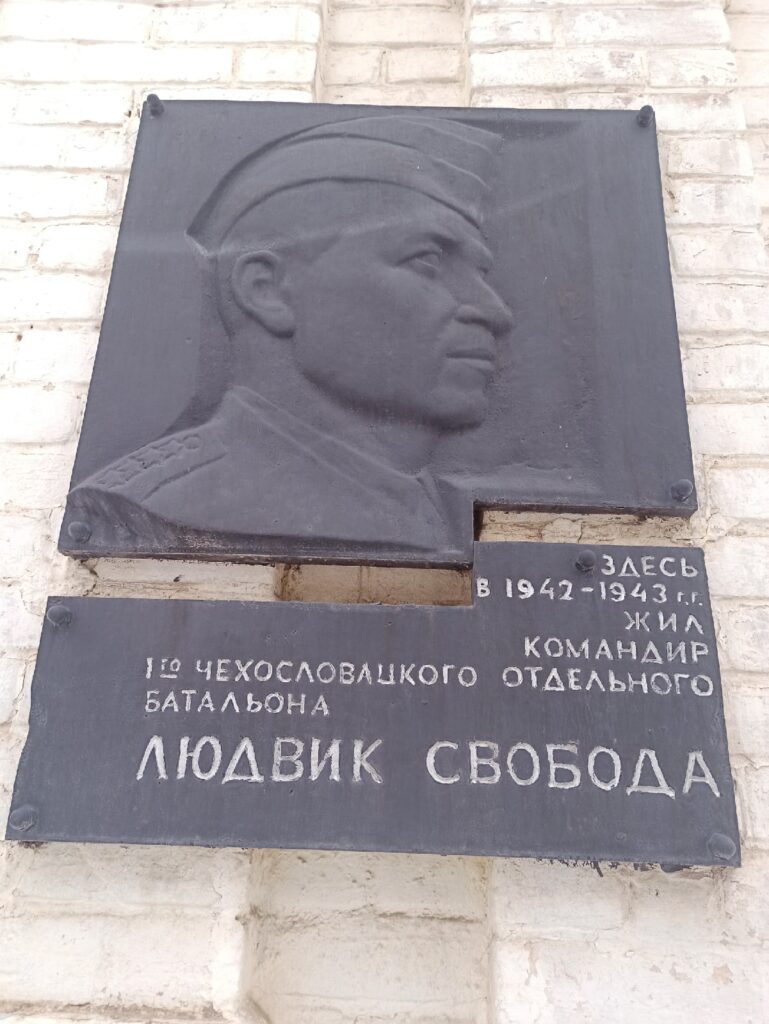 ЗДЕСЬ
В 1942-1943 г.г.
ЖИЛ
КОМАНДИР
1го ЧЕХОСЛОВАЦКОГО ОТДЕЛЬНОГО
БАТАЛЬОНА
ЛЮДВИК СВОБОДА